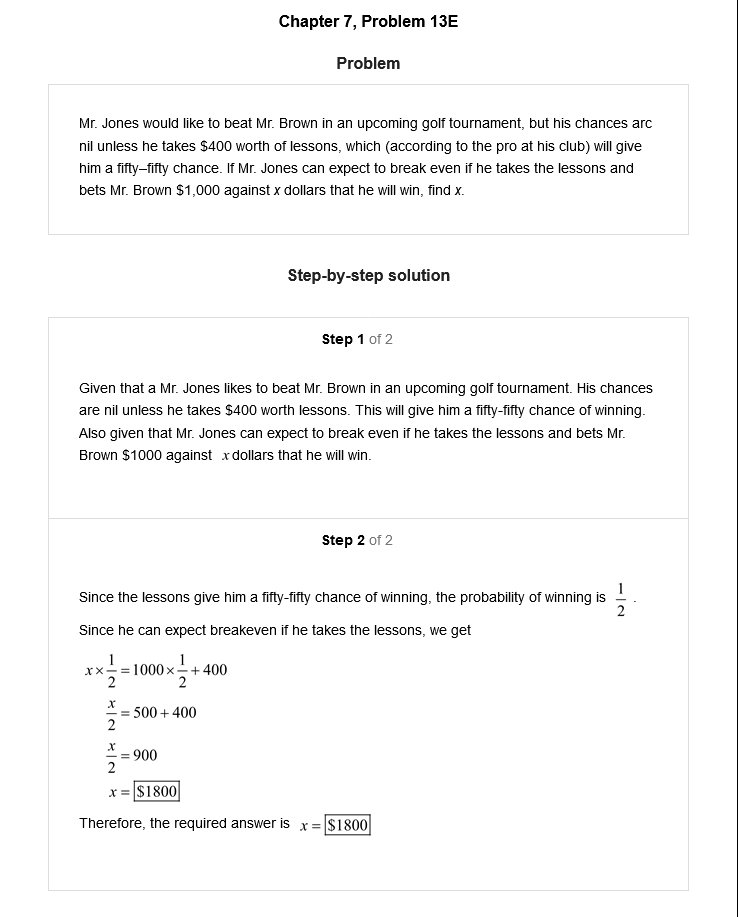 Chapter 7, Problem 13E
Problem
Mr. Jones would like to beat Mr. Brown in an upcoming golf tournament, but his chances arc
nil unless he takes $400 worth of lessons, which (according to the pro at his club) will give
him a fifty–fifty chance. If Mr. Jones can expect to break even if he takes the lessons and
bets Mr. Brown $1,000 against x dollars that he will win, find x.
Step-by-step solution
Step 1 of 2
Given that a Mr. Jones likes to beat Mr. Brown in an upcoming golf tournament. His chances
are nil unless he takes $400 worth lessons. This will give him a fifty-fifty chance of winning.
Also given that Mr. Jones can expect to break even if he takes the lessons and bets Mr.
Brown $1000 against x dollars that he will win.
Step 2 of 2
Since the lessons give him a fifty-fifty chance of winning, the probability of winning is 1/2 .
Since he can expect breakeven if he takes the lessons, we get
x × 1/2 = 1000 × 1/2 + 400
x/2 = 500 + 400
x/2 = 900
x = $1800
Therefore, the required answer is x = $1800